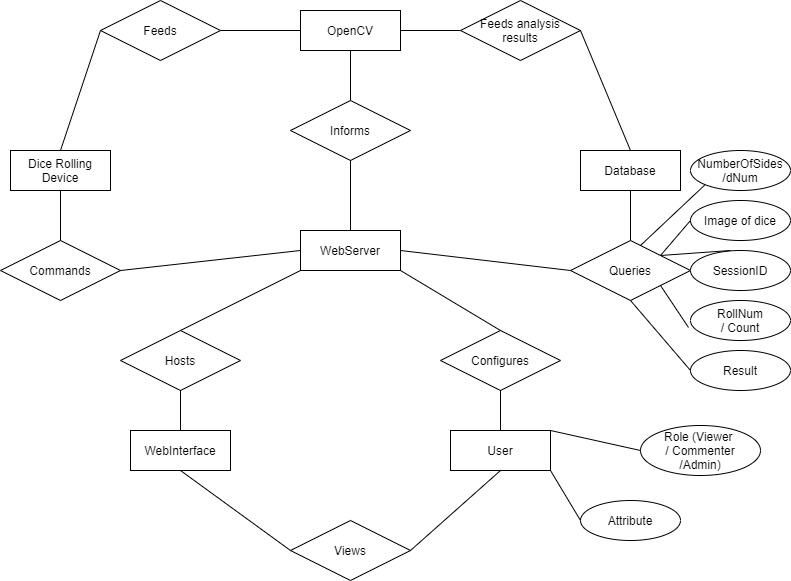 Feeds
OpenCV
Feeds analysis
results
Informs
Dice Rolling
Device
Database
NumberOfSides
/dNum
Image of dice
Commands
WebServer
Queries
SessionID
RollNum
/ Count
Hosts
Configures
Result
WebInterface
User
Role (Viewer
/ Commenter
/Admin)
Attribute
Views